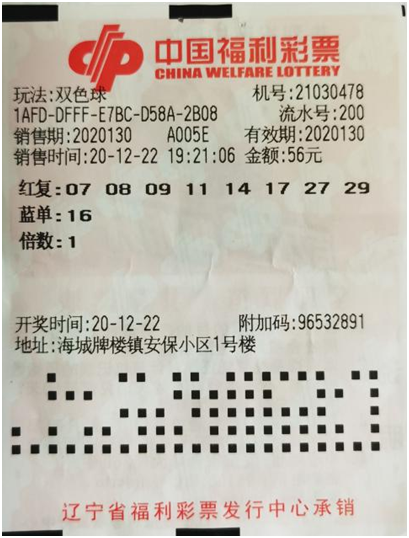 中国福利彩票
CHINA WELFARE LOTTERY
玩法:双色球 机号:21030478
1AFD-DFFF-E7BC-D58A-2B08 流水号:200
销售期:2020130 A005E 有效期:2020130
销售时间:20-12-22 19:21:06 金额:56元
红复:07 08 09 11 14 17 27 29
蓝单:16
倍数:1
开奖时间:20-12-22 附加码:96532891
地址:海城牌楼镇安保小区1号楼
辽宁省福利彩票发行中心承销